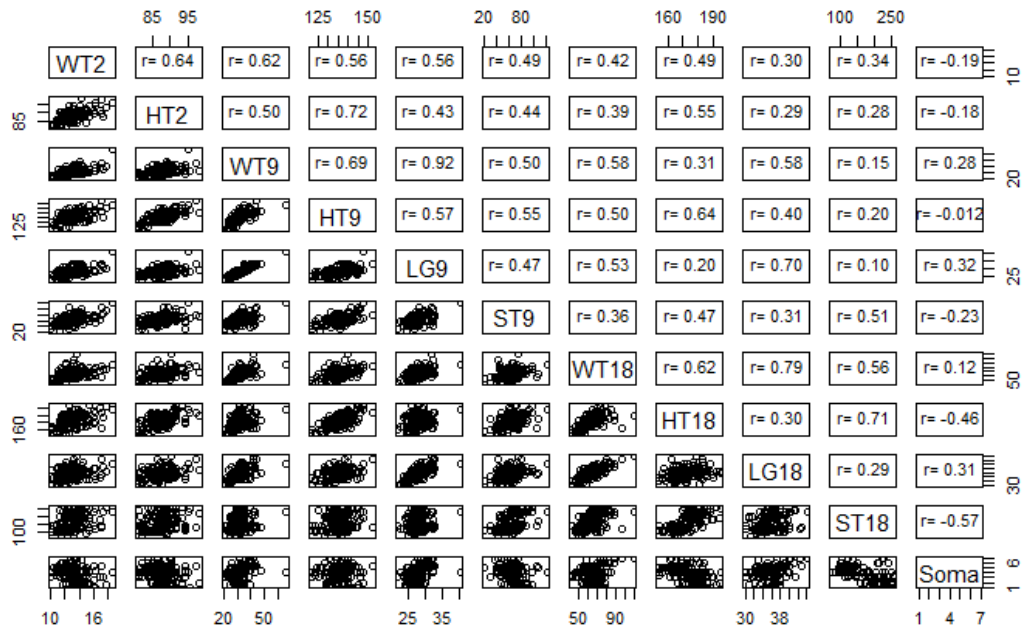 85 95 125 150 20 80 160 190 100 250
WT2 r= 0.64 r= 0.62 r= 0.56 r= 0.56 r= 0.49 r= 0.42 r= 0.49 r= 0.30 r= 0.34 r= -0.19 10
85 HT2 r= 0.50 r= 0.72 r= 0.43 r= 0.44 r= 0.39 r= 0.55 r= 0.29 r= 0.28 r= -0.18
WT9 r= 0.69 r= 0.92 r= 0.50 r= 0.58 r= 0.31 r= 0.58 r= 0.15 r= 0.28 20
125 HT9 r= 0.57 r= 0.55 r= 0.50 r= 0.64 r= 0.40 r= 0.20 r= -0.012
LG9 r= 0.47 r= 0.53 r= 0.20 r= 0.70 r= 0.10 r= 0.32 25
20 ST9 r= 0.36 r= 0.47 r= 0.31 r= 0.51 r= -0.23
WT18 r= 0.62 r= 0.79 r= 0.56 r= 0.12 50
160 HT18 r= 0.30 r= 0.71 r= -0.46
LG18 r= 0.29 r= 0.31 30
100 ST18 r= -0.57
Soma 1 6
10 16 20 50 25 35 50 90 30 38 1 4 7